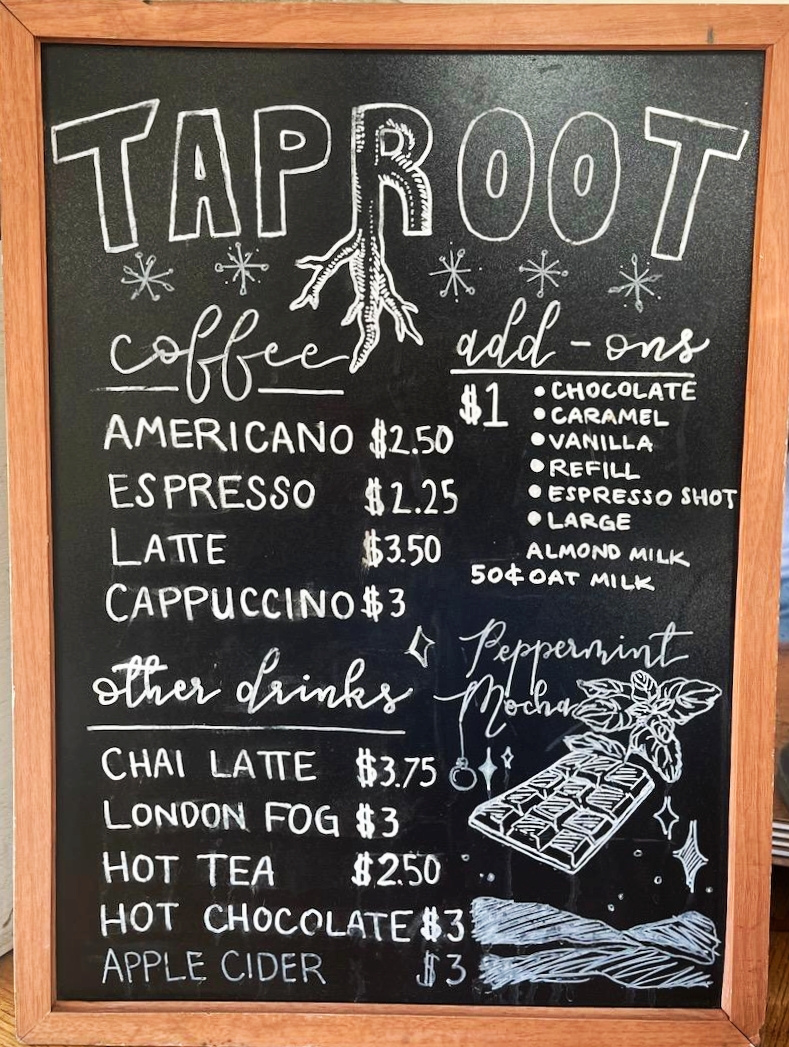 TAPROOT
coffee
AMERICANO $2.50
ESPRESSO $2.25
LATTE $3.50
CAPPUCCINO $3
add-ons
$1 • CHOCOLATE
• CARAMEL
• VANILLA
• REFILL
• ESPRESSO SHOT
• LARGE
ALMOND MILK
50¢ OAT MILK
other drinks
CHAI LATTE $3.75
LONDON FOG $3
HOT TEA $2.50
HOT CHOCOLATE $3
APPLE CIDER $3
Peppermint
Mocha